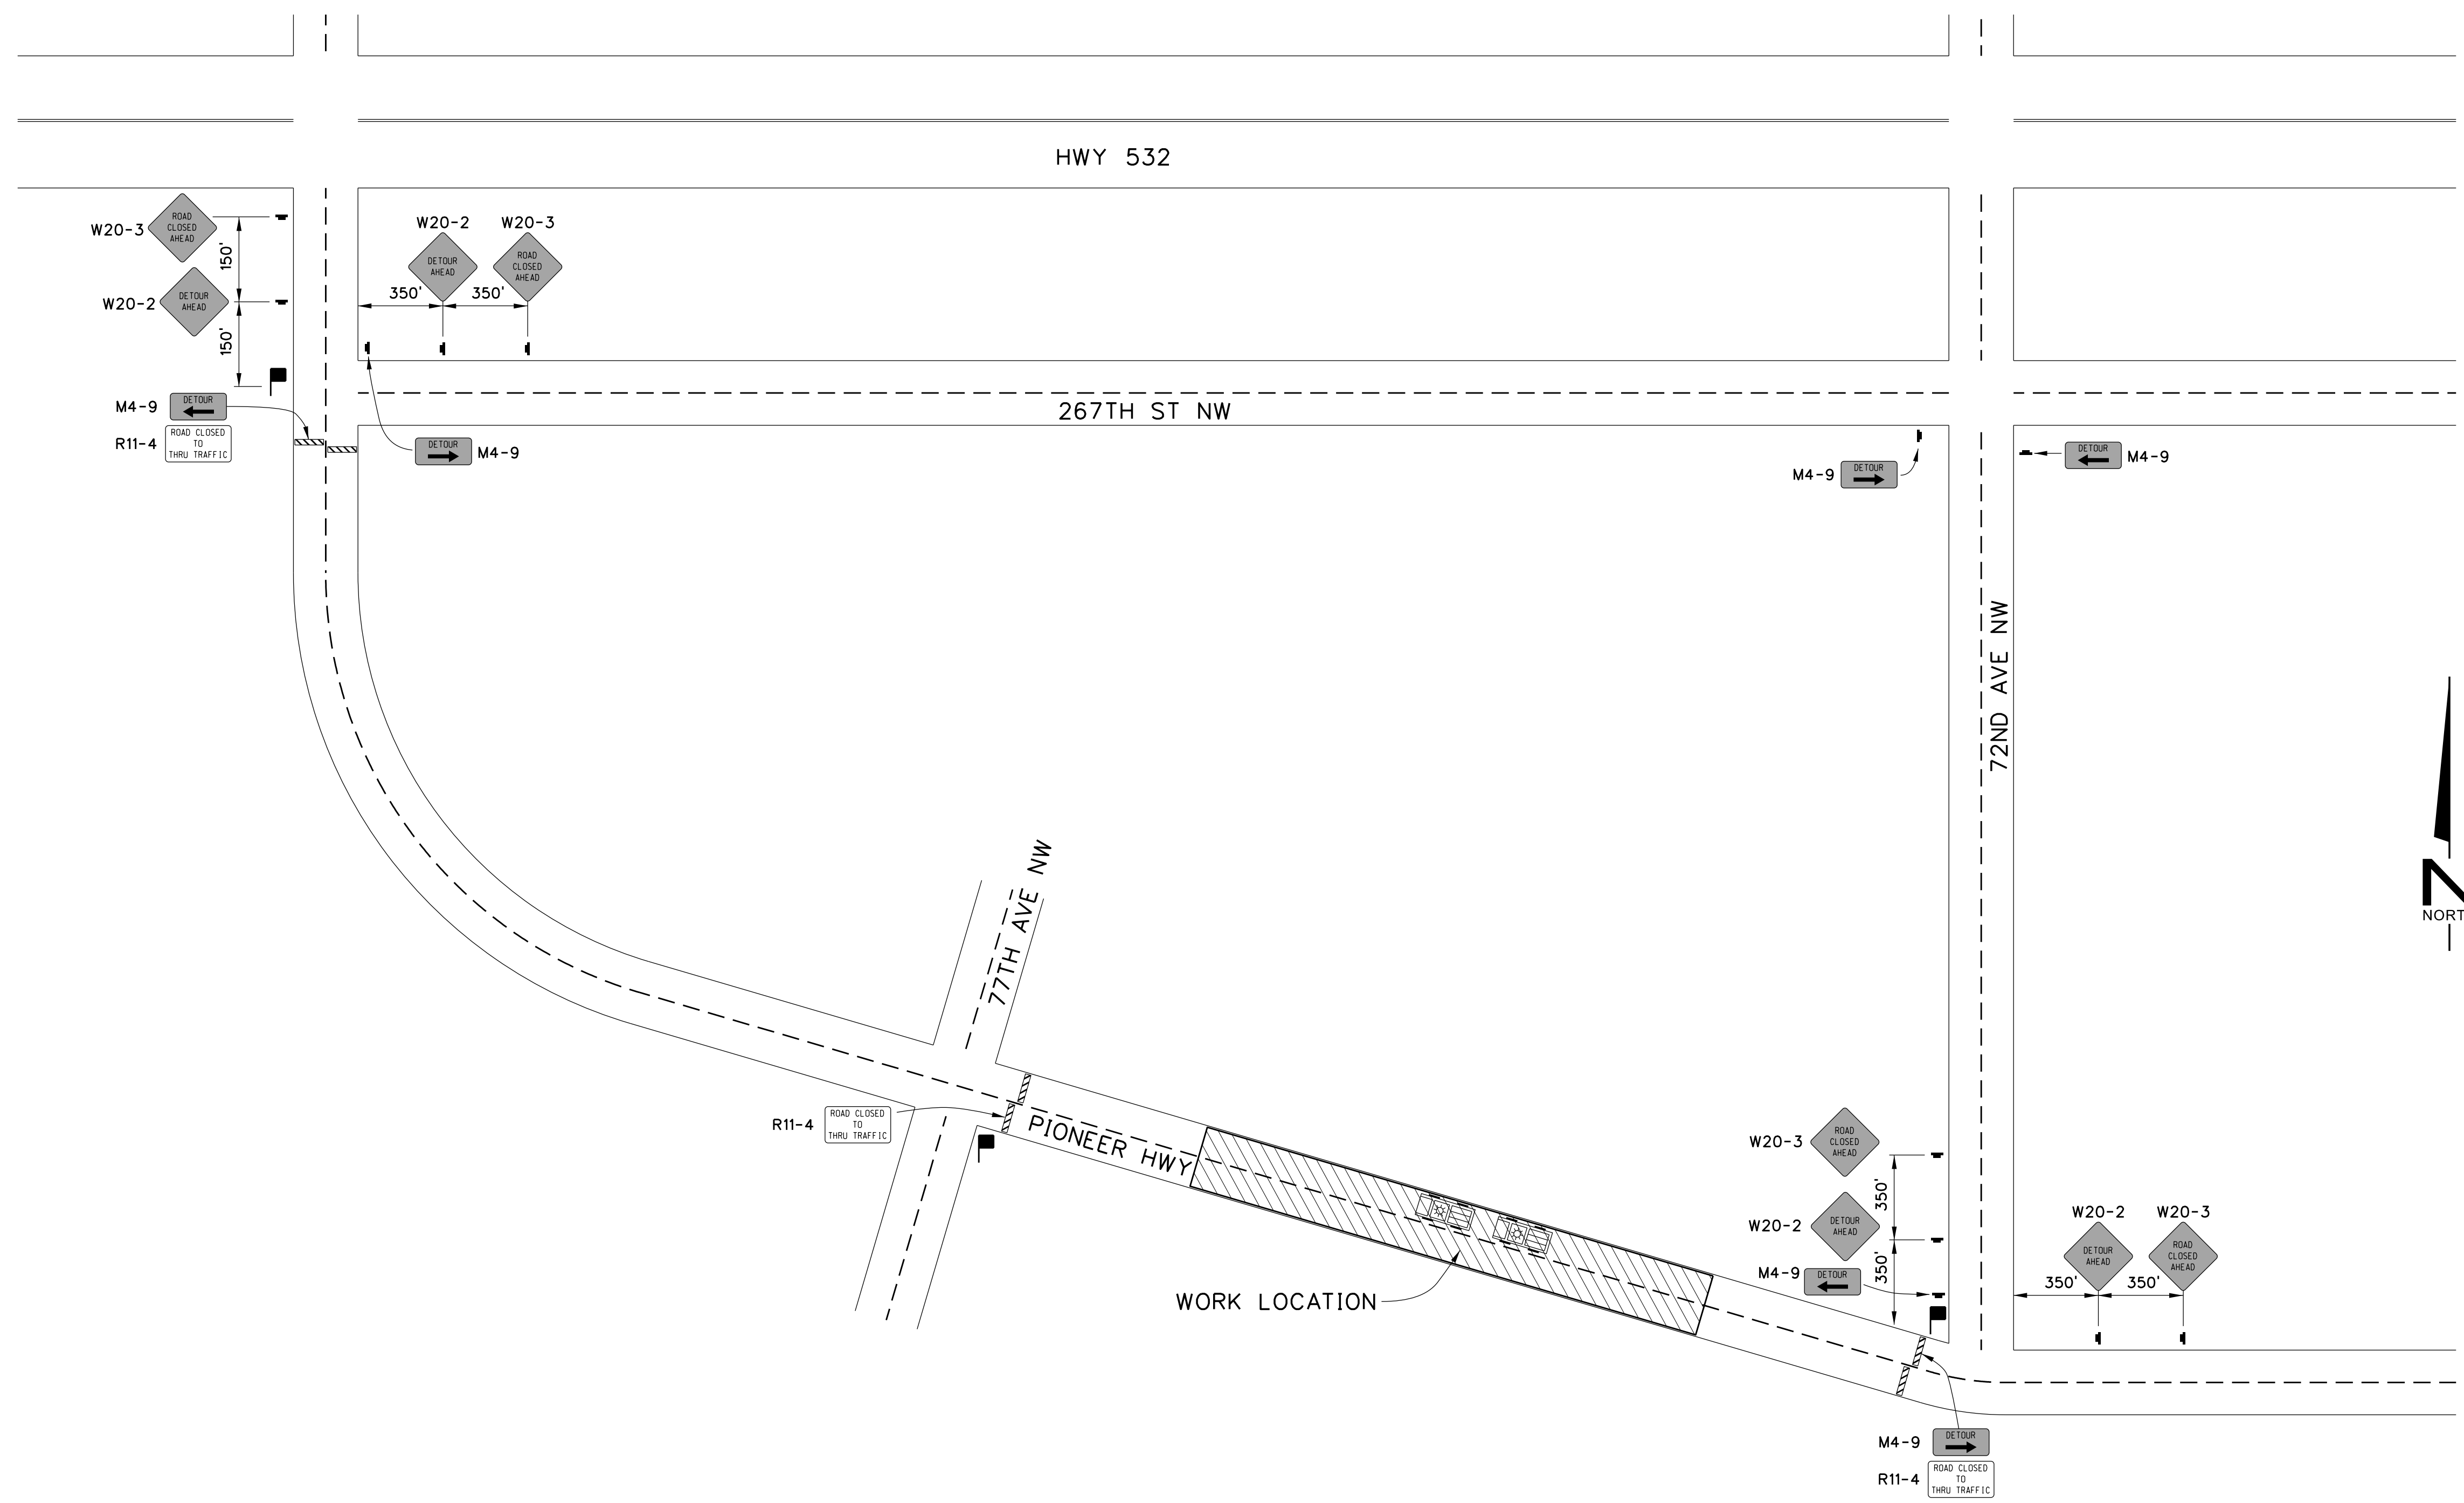 HWY 532
W20-3
ROAD
CLOSED
AHEAD
150'
W20-2
DETOUR
AHEAD
150'
W20-2
W20-3
DETOUR
AHEAD
ROAD
CLOSED
AHEAD
350'
350'
M4-9
DETOUR
R11-4
ROAD CLOSED
TO
THRU TRAFFIC
267TH ST NW
DETOUR
M4-9
M4-9
DETOUR
DETOUR
M4-9
72ND AVE NW
N
NORT
77TH AVE NW
R11-4
ROAD CLOSED
TO
THRU TRAFFIC
PIONEER HWY
WORK LOCATION
W20-3
ROAD
CLOSED
AHEAD
350'
W20-2
DETOUR
AHEAD
350'
M4-9
DETOUR
W20-2
W20-3
DETOUR
AHEAD
ROAD
CLOSED
AHEAD
350'
350'
M4-9
DETOUR
R11-4
ROAD CLOSED
TO
THRU TRAFFIC